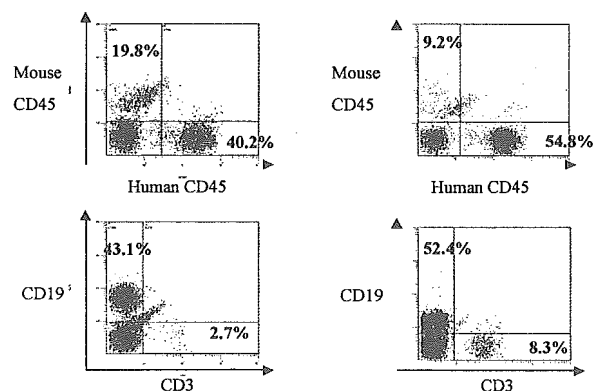 19.8%
9.2%
Mouse
CD45
Mouse
CD45
40.2%
54.8%
Human CD45
Human CD45
43.1%
52.4%
CD19
CD19
2.7%
8.3%
CD3
CD3